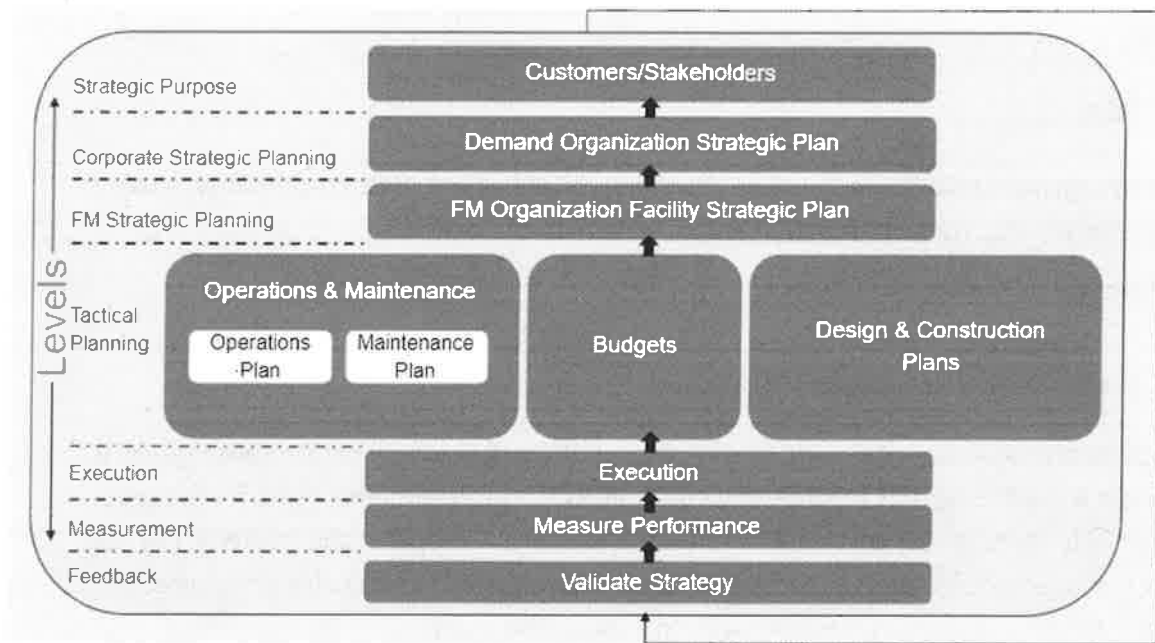 Strategic Purpose
Customers/Stakeholders
Corporate Strategic Planning
Demand Organization Strategic Plan
FM Strategic Planning
FM Organization Facility Strategic Plan
Levels
Tactical
Planning
Operations & Maintenance
Operations
Plan
Maintenance
Plan
Budgets
Design & Construction
Plans
Execution
Execution
Measurement
Measure Performance
Feedback
Validate Strategy